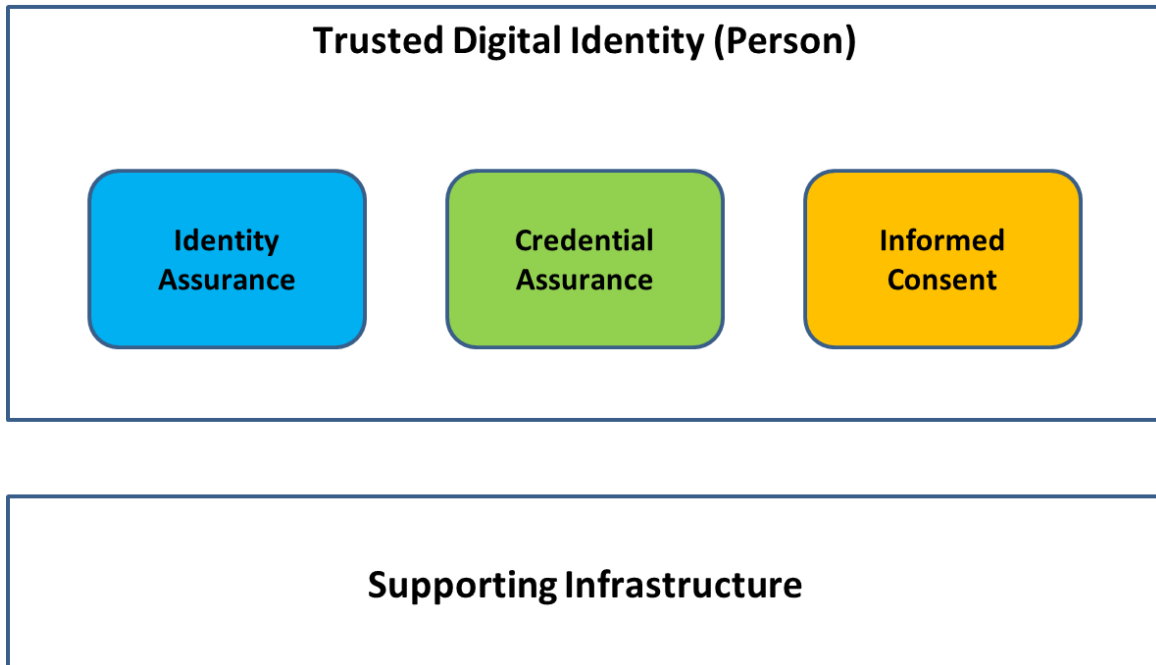 Trusted Digital Identity (Person)
Identity
Assurance
Credential
Assurance
Informed
Consent
Supporting Infrastructure